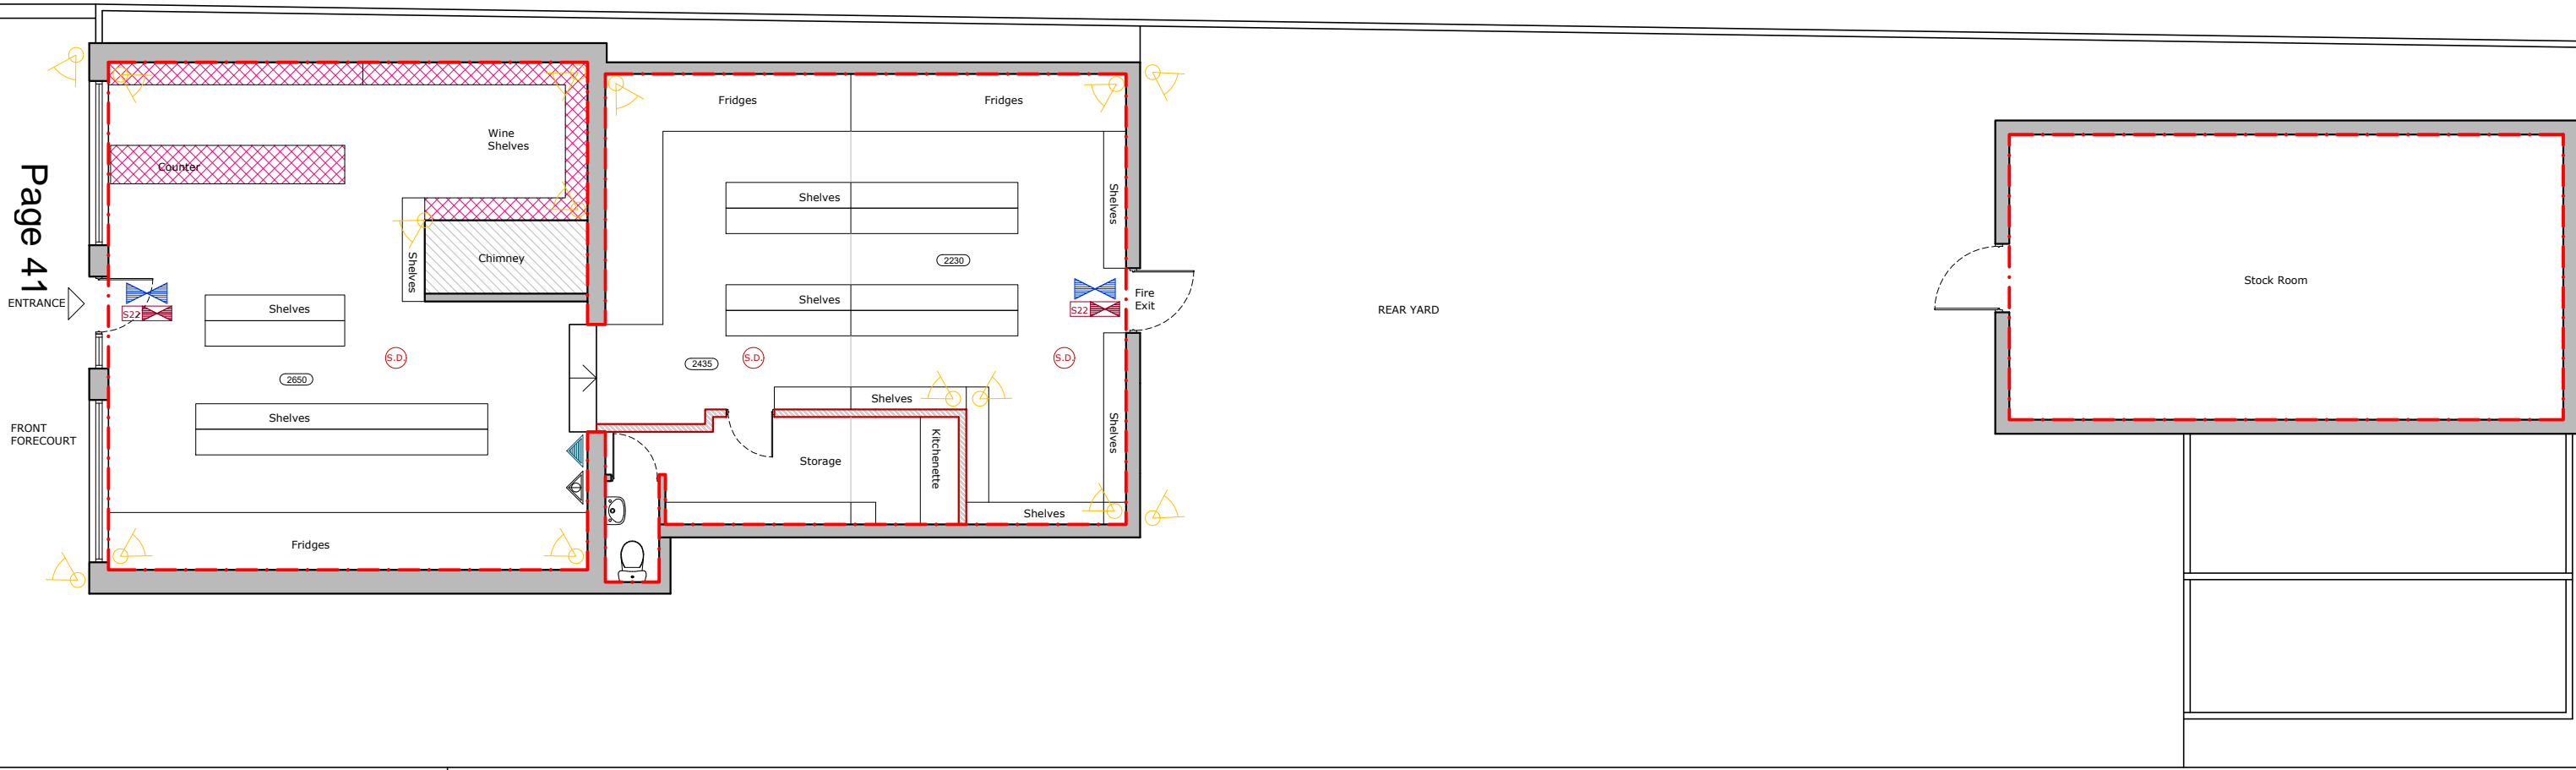 Page 41
ENTRANCE
FRONT
FORECOURT
Counter
Wine
Shelves
Chimney
Shelves
Shelves
Shelves
Fridges
S22
S.D.
2650
Fridges
Fridges
Shelves
Shelves
Shelves
2230
2435
S.D.
S.D.
S22
Fire
Exit
Shelves
Shelves
Storage
Kitchenette
Shelves
REAR YARD
Stock Room